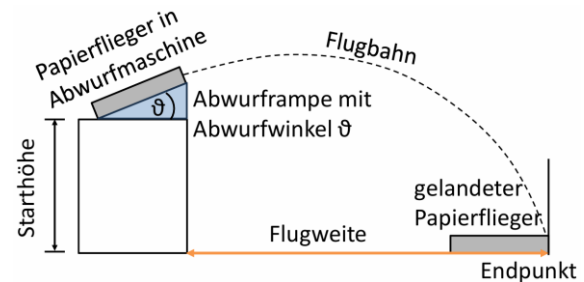 Papierflieger in
Abwurfmaschine
Flugbahn
ϑ
Abwurframpe mit
Abwurfwinkel ϑ
Starthöhe
gelandeter
Papierflieger
Flugweite
Endpunkt